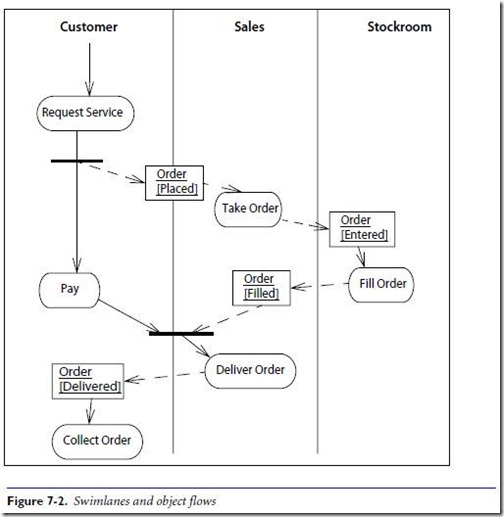 Customer
Sales
Stockroom
Request Service
Order
[Placed]
Take Order
Order
[Entered]
Pay
Order
[Filled]
Fill Order
Deliver Order
Order
[Delivered]
Collect Order
Figure 7-2. Swimlanes and object flows